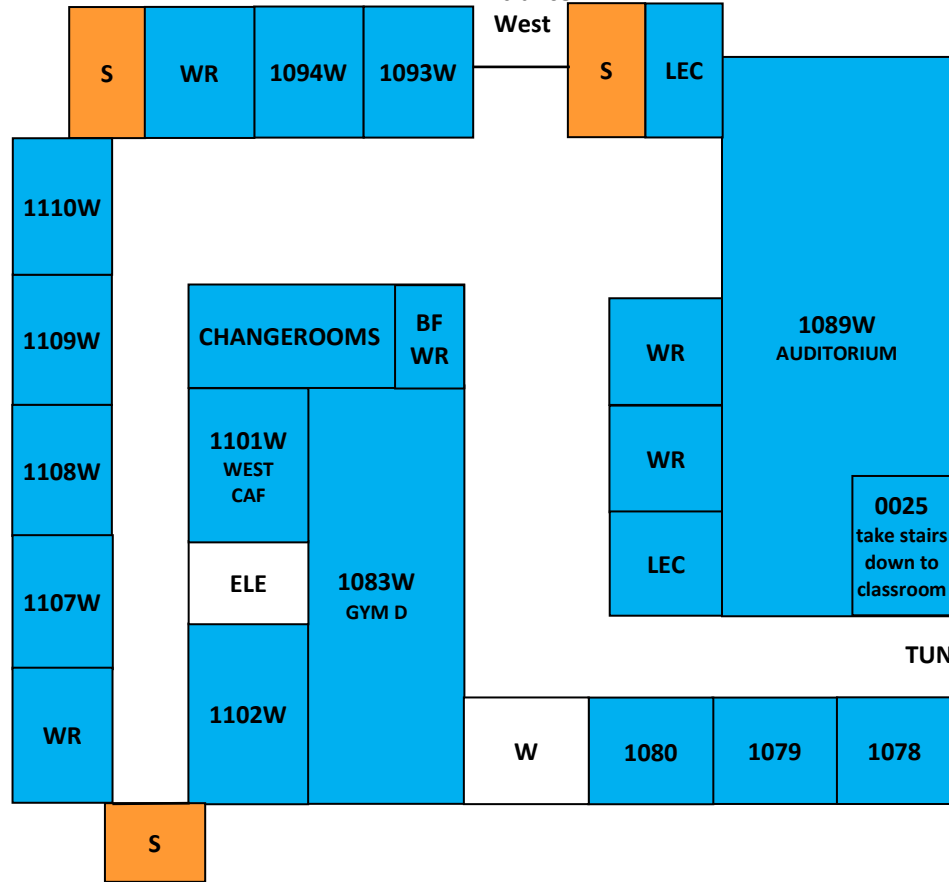 West
S
WR
1094W
1093W
S
LEC
1110W
1109W
1108W
1107W
WR
S
CHANGEROOMS
BF
WR
1101W
WEST
CAF
ELE
1102W
1083W
GYM D
WR
WR
LEC
1089W
AUDITORIUM
0025
take stairs
down to
classroom
TUN
W
1080
1079
1078